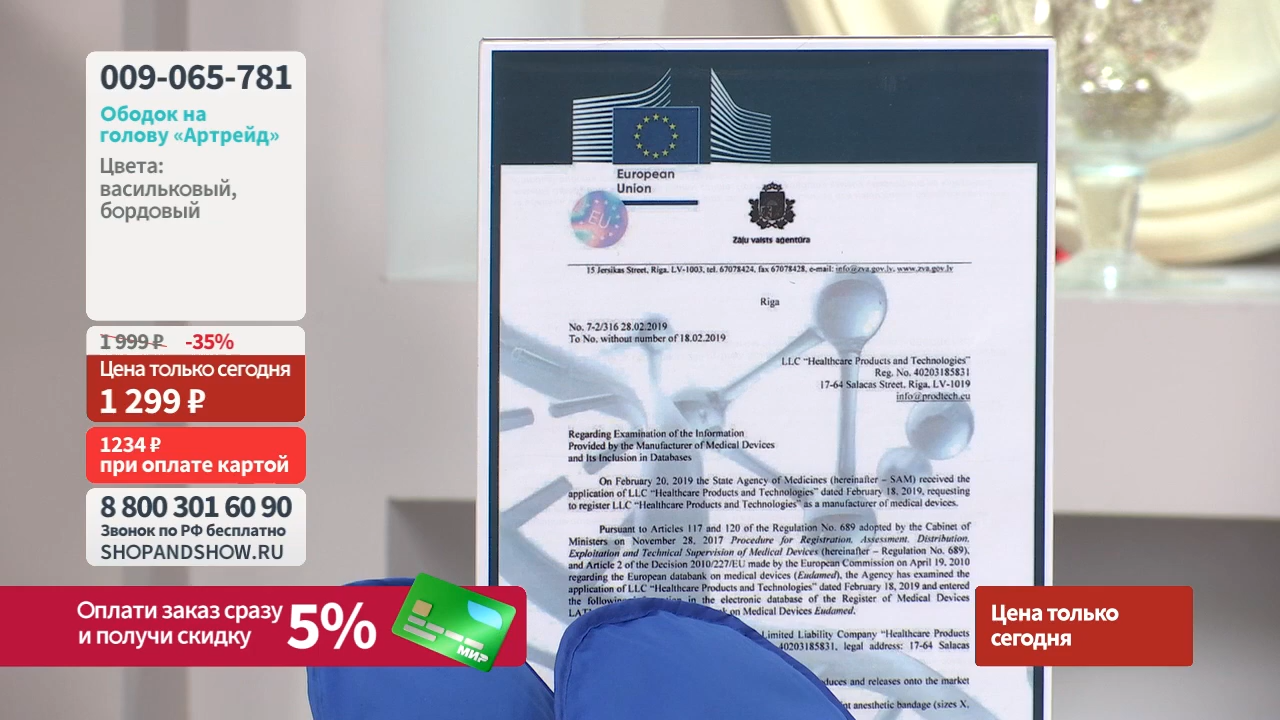 009-065-781
Ободок на
голову «Артрейд»
Цвета:
васильковый,
бордовый
1 999 ₽ -35%
Цена только сегодня
1 299 ₽
1234 ₽
при оплате картой
8 800 301 60 90
Звонок по РФ бесплатно
SHOPANDSHOW.RU
Оплати заказ сразу
и получи скидку
5%
МИР
Цена только
сегодня
European
Union
EU
Zāļu valsts aģentūra
15 Jersikas Street, Riga, LV-1003, tel. 67078424, fax 67078428, e-mail: info@zva.gov.lv, www.zva.gov.lv
Riga
No. 7-2/316 28.02.2019
To No. without number of 18.02.2019
LLC "Healthcare Products and Technologies"
Reg. No. 40203185831
17-64 Salacas Street, Riga, LV-1019
info@prodtech.eu
Regarding Examination of the Information
Provided by the Manufacturer of Medical Devices
and Its Inclusion in Databases
On February 20, 2019 the State Agency of Medicines (hereinafter – SAM) received the
application of LLC "Healthcare Products and Technologies" dated February 18, 2019, requesting
to register LLC "Healthcare Products and Technologies" as a manufacturer of medical devices.
Pursuant to Articles 117 and 120 of the Regulation No. 689 adopted by the Cabinet of
Ministers on November 28, 2017 Procedure for Registration, Assessment, Distribution,
Exploitation and Technical Supervision of Medical Devices (hereinafter – Regulation No. 689),
and Article 2 of the Decision 2010/227/EU made by the European Commission on April 19, 2010
regarding the European databank on medical devices (Eudamed), the Agency has examined the
application of LLC "Healthcare Products and Technologies" dated February 18, 2019 and entered
the following in the electronic database of the Register of Medical Devices
on Medical Devices Eudamed.
Limited Liability Company "Healthcare Products
40203185831, legal address: 17-64 Salacas
and releases onto the market
anesthetic bandage (sizes X,